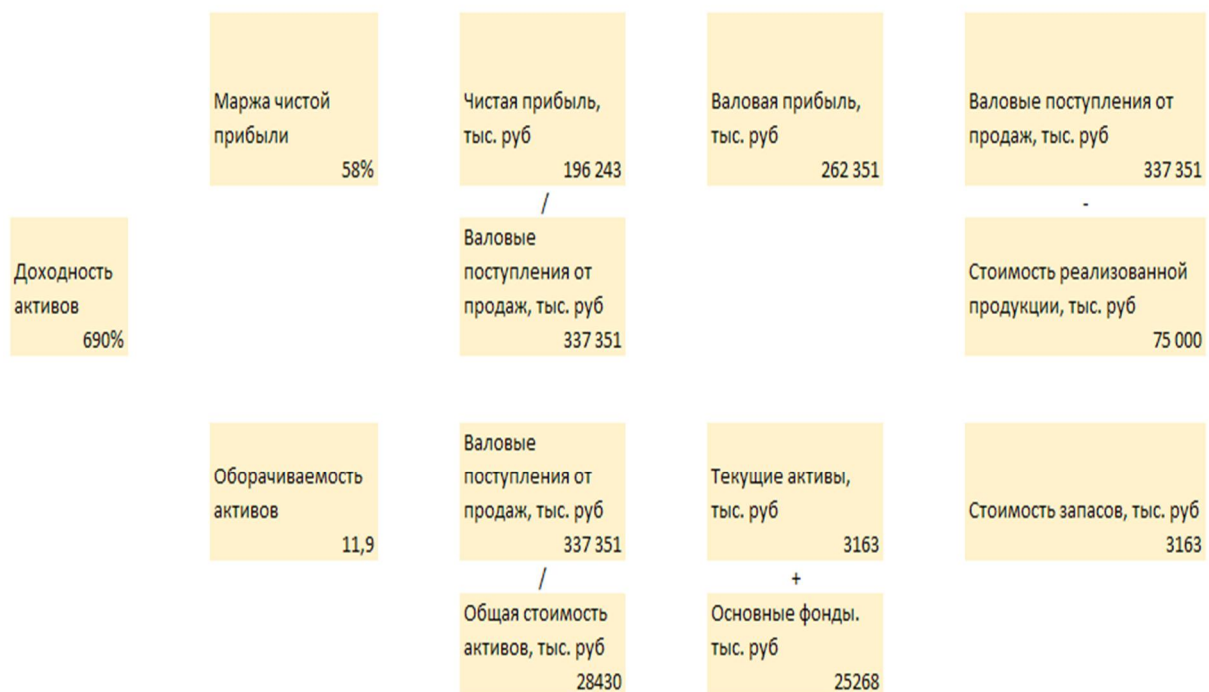 Маржа чистой
прибыли
58%
Чистая прибыль,
тыс. руб
196 243
Валовая прибыль,
тыс. руб
262 351
Валовые поступления от
продаж, тыс. руб
337 351
/
-
Доходность
активов
690%
Валовые
поступления от
продаж, тыс. руб
337 351
Стоимость реализованной
продукции, тыс. руб
75 000
Оборачиваемость
активов
11,9
Валовые
поступления от
продаж, тыс. руб
337 351
Текущие активы,
тыс. руб
3163
Стоимость запасов, тыс. руб
3163
/
+
Общая стоимость
активов, тыс. руб
28430
Основные фонды.
тыс. руб
25268